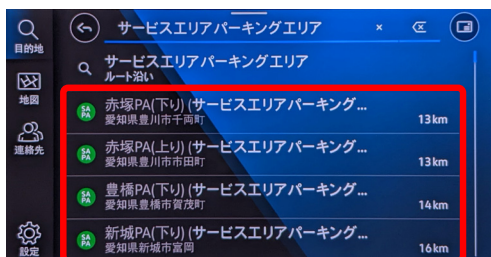 目的地
サービスエリアパーキングエリア ×
サービスエリアパーキングエリア
ルート沿い
地図
SA PA 赤塚PA(下り)(サービスエリアパーキング...
愛知県豊川市千両町 13km
連絡先
SA PA 赤塚PA(上り)(サービスエリアパーキング...
愛知県豊川市市田町 13km
SA PA 豊橋PA(下り)(サービスエリアパーキング...
愛知県豊橋市賀茂町 14km
SA PA 新城PA(下り)(サービスエリアパーキング...
愛知県新城市富岡 16km
設定